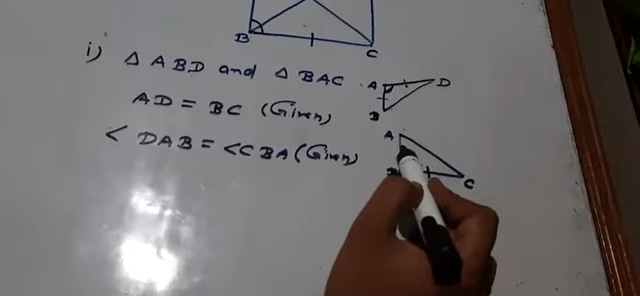 B
C
i) △ ABD and △ BAC
A D
B
AD = BC (Given)
< DAB = < CBA (Given)
A
C